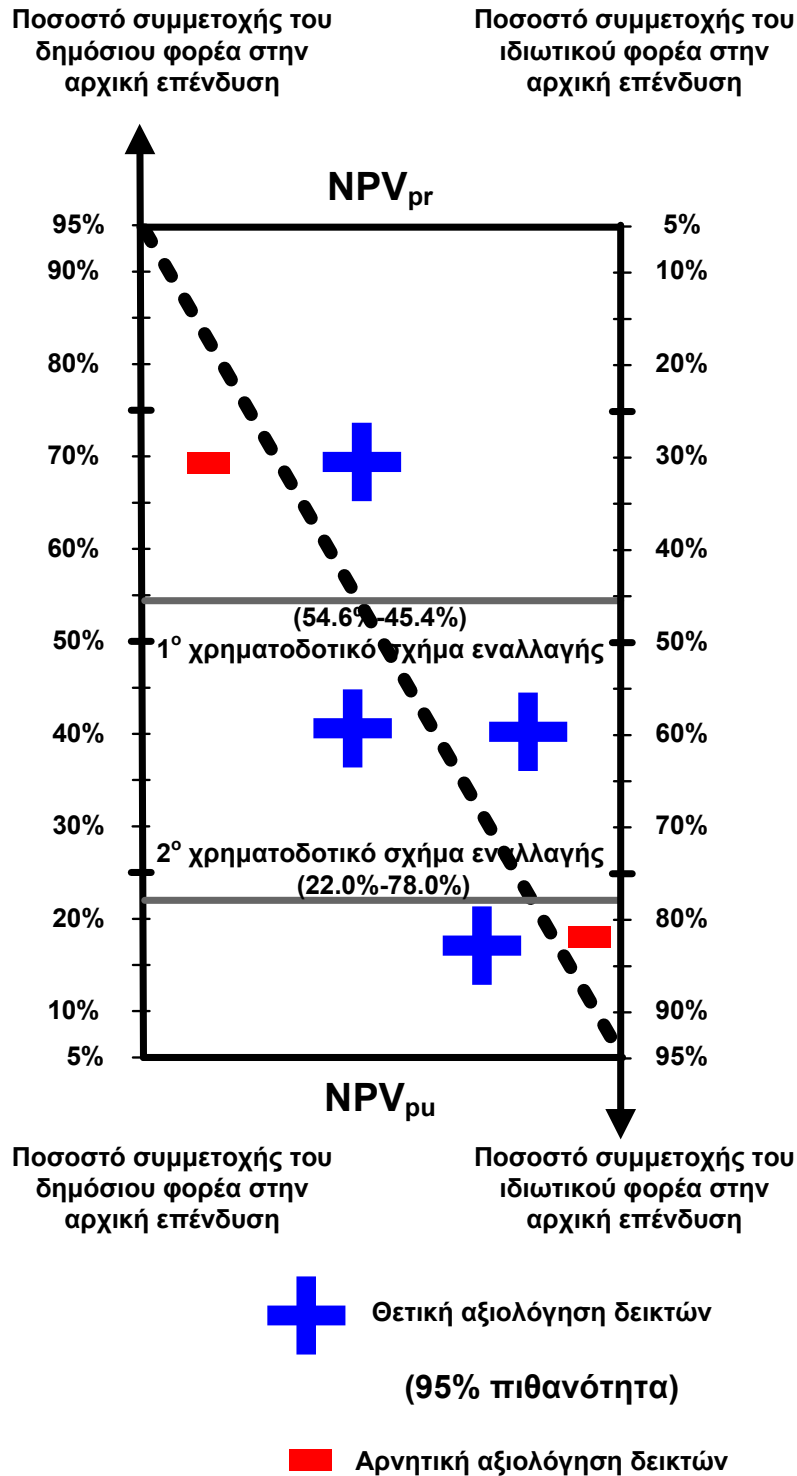 Ποσοστό συμμετοχής του
δημόσιου φορέα στην
αρχική επένδυση
Ποσοστό συμμετοχής του
ιδιωτικού φορέα στην
αρχική επένδυση
NPVpr
95%
5%
90%
10%
80%
20%
70%
30%
60%
40%
(54.6%-45.4%)
50%
1ο χρηματοδοτικό σχήμα εναλλαγής
50%
40%
60%
30%
70%
2ο χρηματοδοτικό σχήμα εναλλαγής
(22.0%-78.0%)
20%
80%
10%
90%
5%
95%
NPVpu
Ποσοστό συμμετοχής του
δημόσιου φορέα στην
αρχική επένδυση
Ποσοστό συμμετοχής του
ιδιωτικού φορέα στην
αρχική επένδυση
Θετική αξιολόγηση δεικτών
(95% πιθανότητα)
Αρνητική αξιολόγηση δεικτών